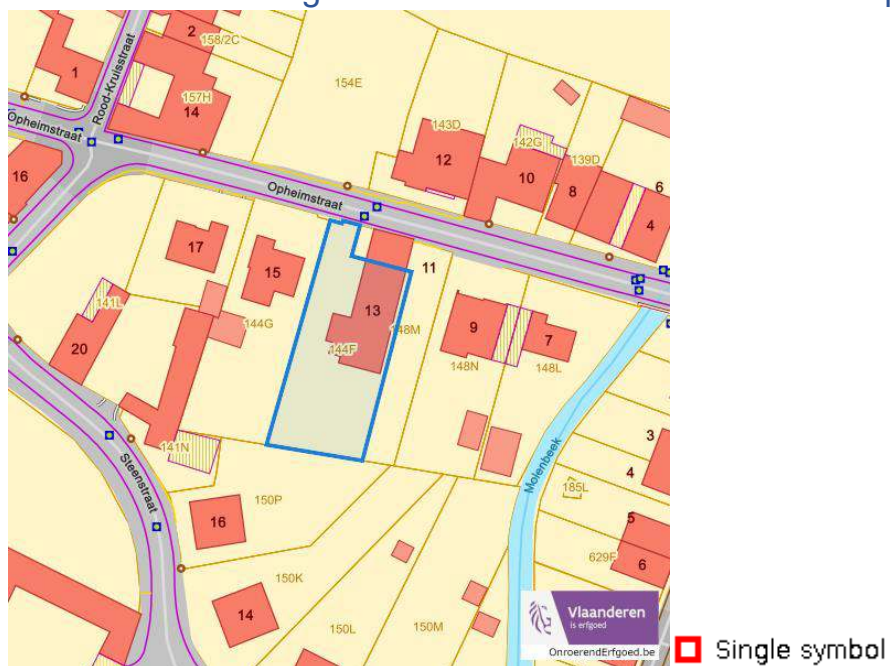 2
158/2C
1
Rood-Kruisstraat
157H
14
154E
Opheimstraat
143D
12
142G
10
139D
8
6
4
16
Opheimstraat
17
15
11
13
141L
144G
148M
9
7
20
144F
148N
148L
Molenbeek
3
141N
4
Steenstraat
185L
150P
16
5
629E
6
150K
14
150L
150M
Vlaanderen
is erfgoed
OnroerendErfgoed.be
Single symbol